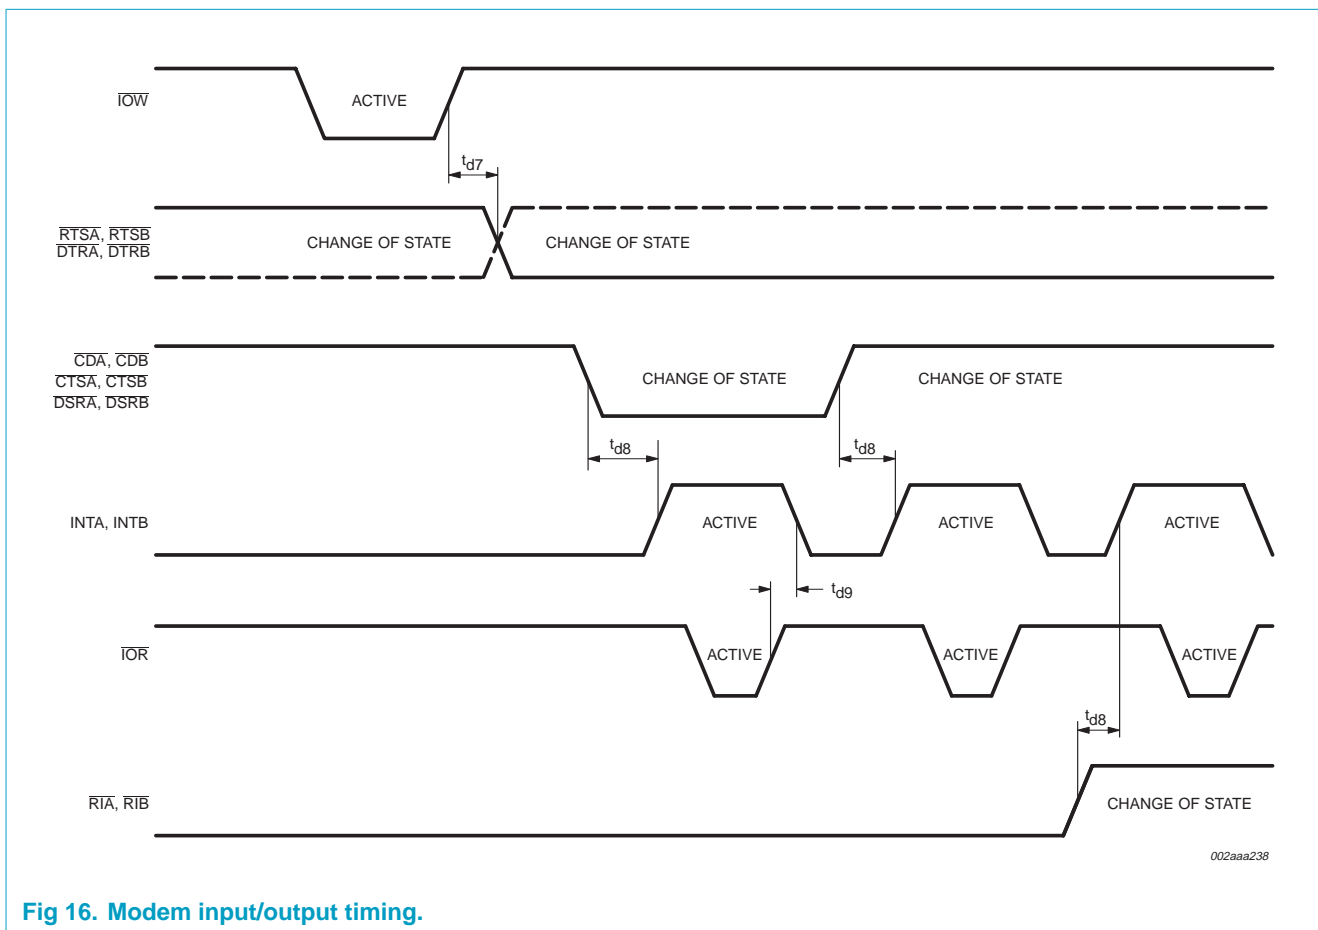 IOW
ACTIVE
td7
RTSA, RTSB
DTRA, DTRB
CHANGE OF STATE
CHANGE OF STATE
CDA, CDB
CTSA, CTSB
DSRA, DSRB
CHANGE OF STATE
CHANGE OF STATE
td8
td8
INTA, INTB
ACTIVE
ACTIVE
ACTIVE
td9
IOR
ACTIVE
ACTIVE
ACTIVE
td8
RIA, RIB
CHANGE OF STATE
002aaa238
Fig 16. Modem input/output timing.